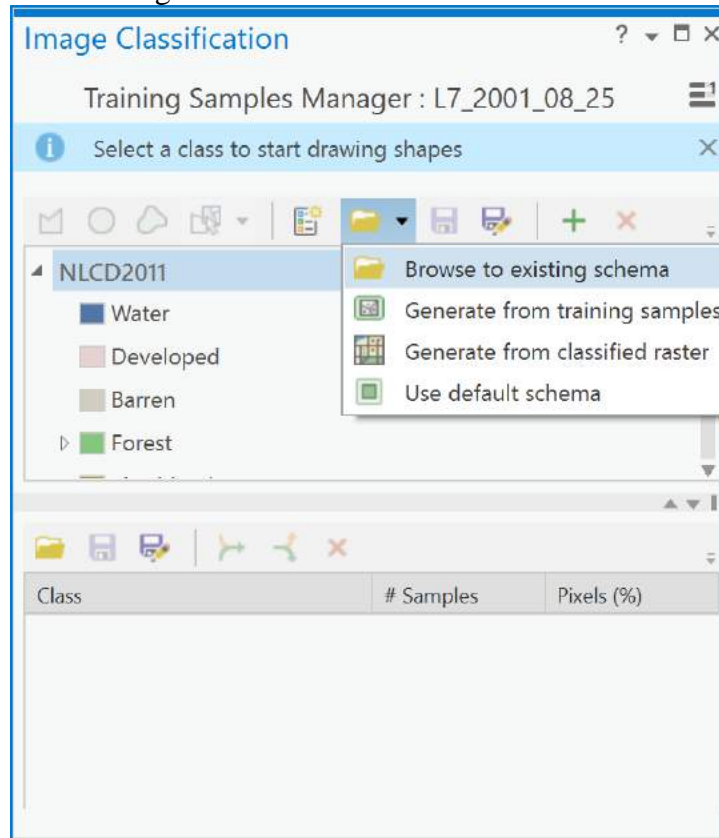 Image Classification
Training Samples Manager : L7_2001_08_25
Select a class to start drawing shapes
NLCD2011
Browse to existing schema
Water
Generate from training samples
Developed
Generate from classified raster
Barren
Use default schema
Forest
Class # Samples Pixels (%)